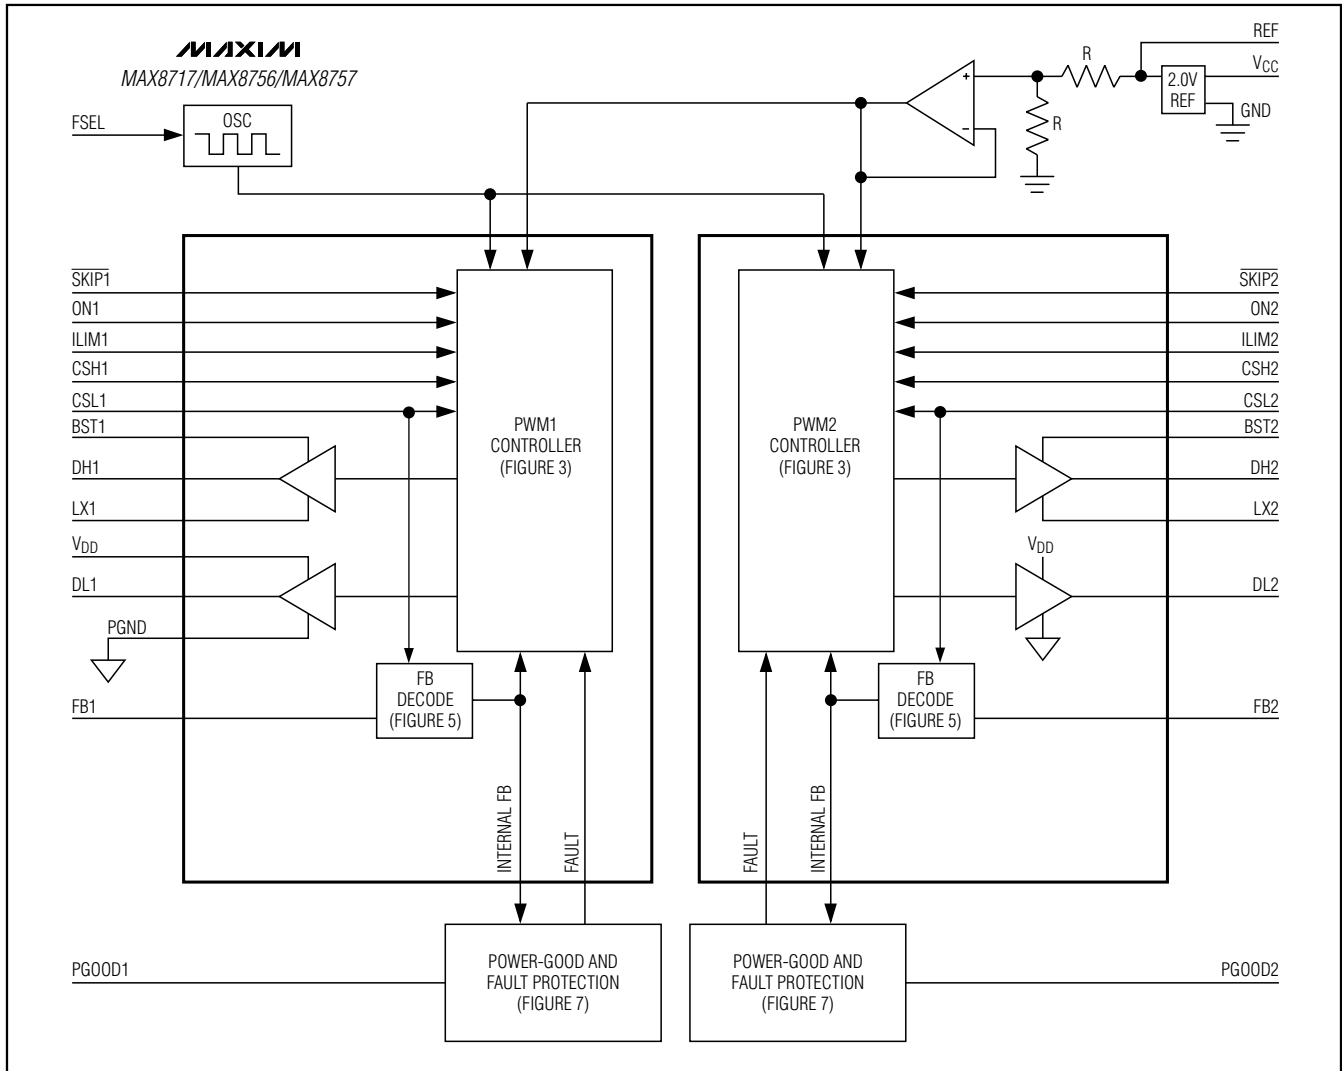 MAXIM
MAX8717/MAX8756/MAX8757
FSEL
OSC
+
−
R
R
REF
2.0V
REF
VCC
GND
SKIP1
ON1
ILIM1
CSH1
CSL1
BST1
DH1
LX1
VDD
DL1
PGND
FB1
PWM1
CONTROLLER
(FIGURE 3)
FB
DECODE
(FIGURE 5)
INTERNAL FB
FAULT
PWM2
CONTROLLER
(FIGURE 3)
VDD
FB
DECODE
(FIGURE 5)
FAULT
INTERNAL FB
SKIP2
ON2
ILIM2
CSH2
CSL2
BST2
DH2
LX2
DL2
FB2
PGOOD1
POWER-GOOD AND
FAULT PROTECTION
(FIGURE 7)
POWER-GOOD AND
FAULT PROTECTION
(FIGURE 7)
PGOOD2